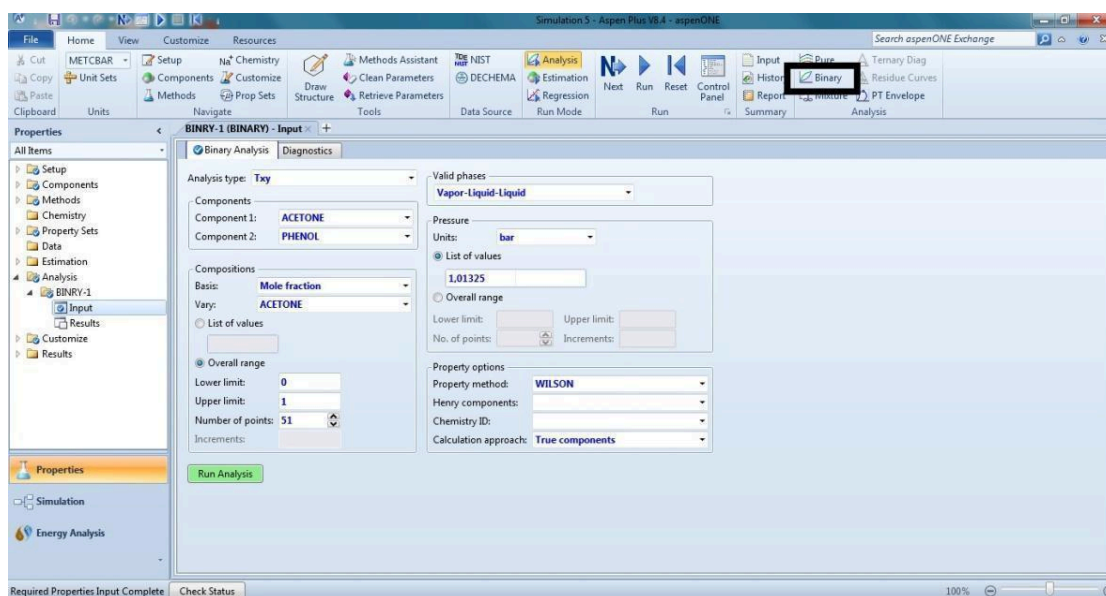 Simulation 5 - Aspen Plus V8.4 - aspenONE
File Home View Customize Resources Search aspenONE Exchange
Cut METCBAR Setup Na+ Chemistry Methods Assistant NIST Analysis Input Pure Ternary Diag
Copy Unit Sets Components Customize Clean Parameters DECHEMA Estimation Histor Binary Residue Curves
Paste Methods Prop Sets Draw Structure Retrieve Parameters Regression Next Run Reset Control Panel Report Mixture PT Envelope
Clipboard Units Navigate Tools Data Source Run Mode Run Summary Analysis
Properties BINRY-1 (BINARY) - Input
All Items Binary Analysis Diagnostics
Setup
Components
Methods
Chemistry
Property Sets
Data
Estimation
Analysis
BINRY-1
Input
Results
Customize
Results
Properties
Simulation
Energy Analysis
Analysis type: Txy
Components
Component 1: ACETONE
Component 2: PHENOL
Compositions
Basis: Mole fraction
Vary: ACETONE
List of values
Overall range
Lower limit: 0
Upper limit: 1
Number of points: 51
Increments:
Run Analysis
Valid phases
Vapor-Liquid-Liquid
Pressure
Units: bar
List of values
1,01325
Overall range
Lower limit: Upper limit:
No. of points: Increments:
Property options
Property method: WILSON
Henry components:
Chemistry ID:
Calculation approach: True components
Required Properties Input Complete Check Status 100%